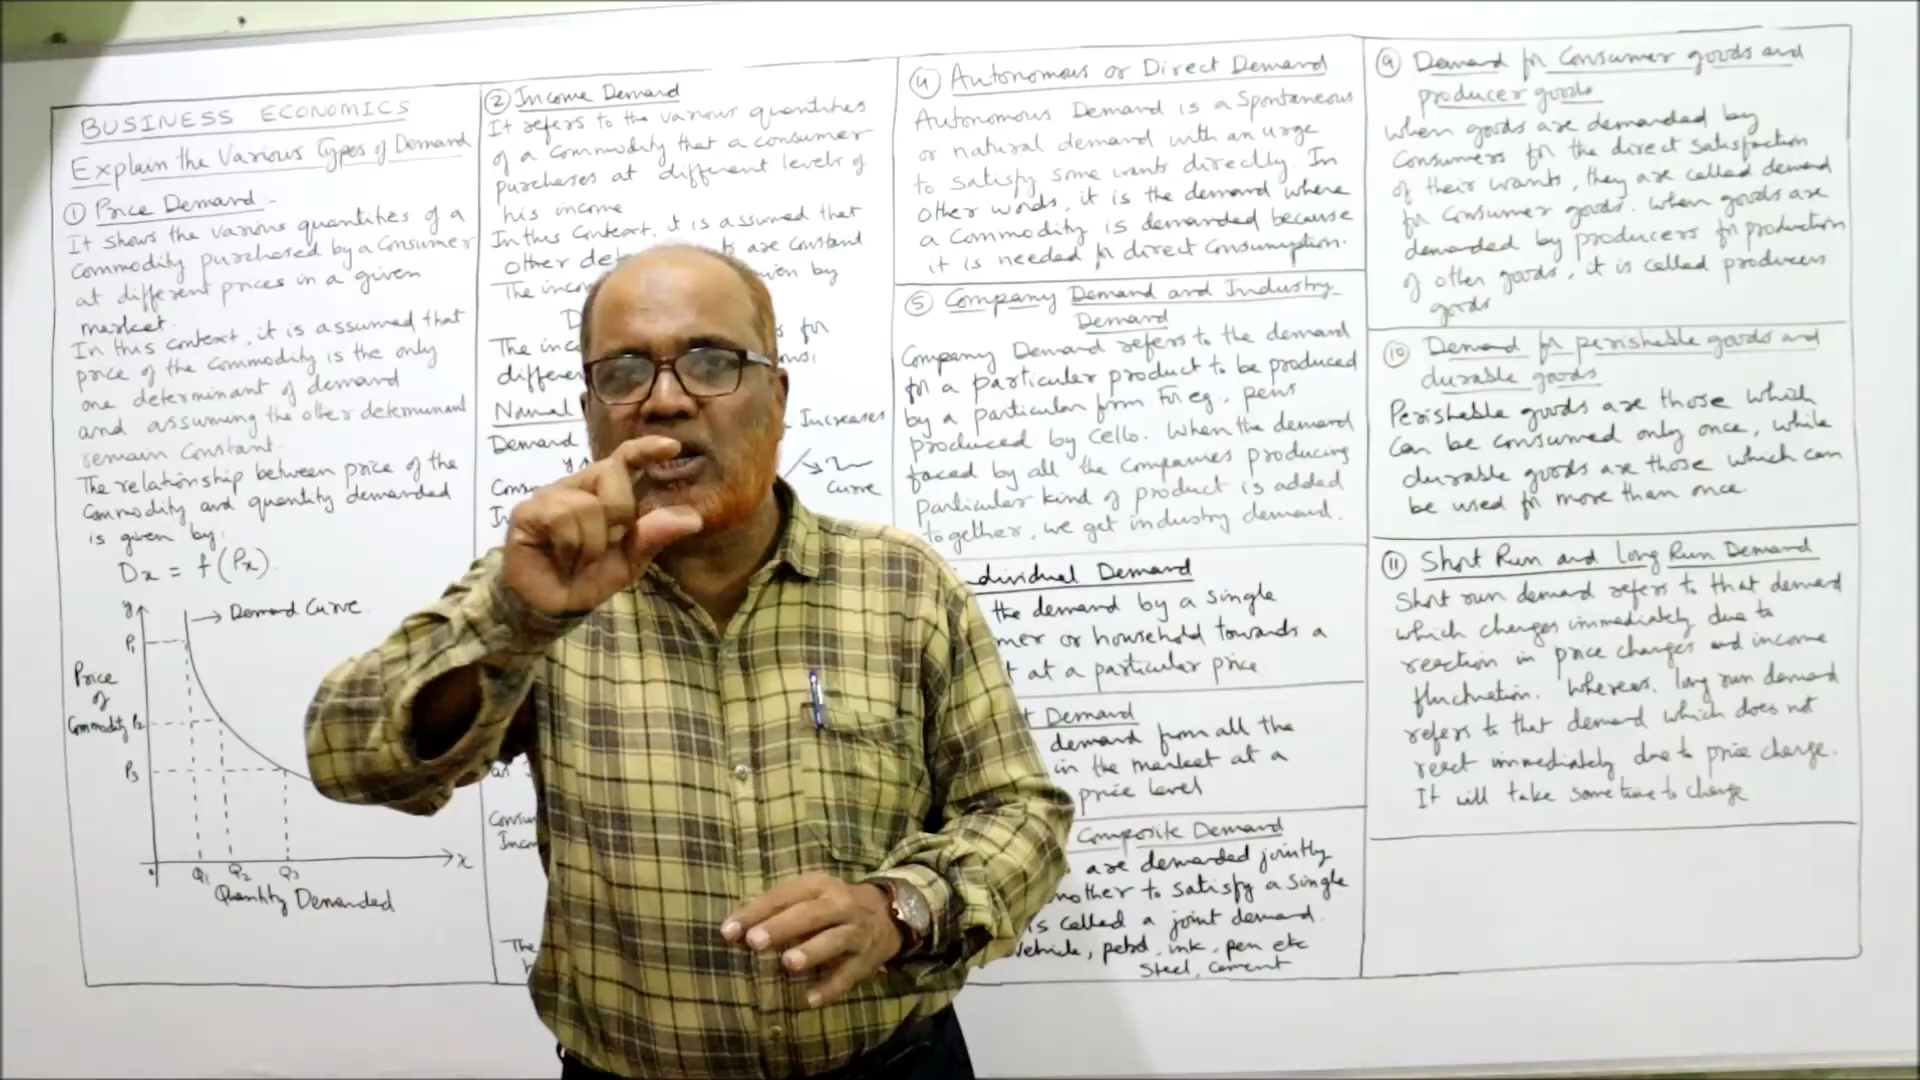 BUSINESS ECONOMICS
Explain the Various Types of Demand
① Price Demand -
It shows the various quantities of a
Commodity purchased by a Consumer
at different prices in a given
market.
In this context, it is assumed that
price of the commodity is the only
one determinant of demand
and assuming the other determinant
remain Constant.
The relationship between price of the
Commodity and quantity demanded
is given by:
Dx = f(Px)
y
Demand Curve
P1
Price
of
Commodity P2
P3
0
x
Q1 Q2 Q3
Quantity Demanded
② Income Demand
It refers to the various quantities
of a commodity that a consumer
purchases at different levels of
his income
In this Context, it is assumed that
other are constant
The by
D
The for
Demand Increases
Curve
The
④ Autonomous or Direct Demand
Autonomous Demand is a Spontaneous
or natural demand with an urge
to satisfy some wants directly. In
other words, it is the demand where
a Commodity is demanded because
it is needed for direct Consumption.
⑤ Company Demand and Industry
Demand
Company Demand refers to the demand
for a particular product to be produced
by a particular firm. For eg., pens
produced by Cello. When the demand
faced by all the Companies producing
particular kind of product is added
together, we get industry demand.
Individual Demand
the demand by a single
or household towards a
at a particular price
Demand
demand from all the
in the market at a
price level
Composite Demand
are demanded jointly
to satisfy a single
is called a joint demand.
Vehicle, petrol, ink, pen etc
Steel, Cement
⑨ Demand for Consumer goods and
producer goods
When goods are demanded by
Consumers for the direct satisfaction
of their wants, they are called demand
for Consumer goods. When goods are
demanded by producers for production
of other goods, it is called producers
goods
⑩ Demand for perishable goods and
durable goods
Perishable goods are those which
can be consumed only once, while
durable goods are those which can
be used for more than once
⑪ Short Run and Long Run Demand
Short run demand refers to that demand
which changes immediately due to
reaction in price changes and income
fluctuation. Whereas, long run demand
refers to that demand which does not
react immediately due to price change.
It will take some time to change